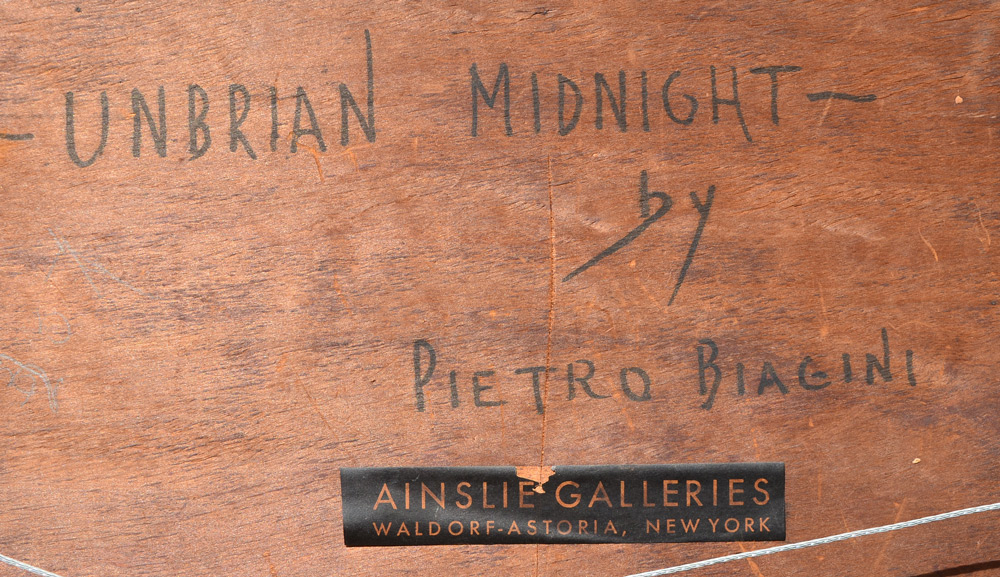 - UNBRIAN MIDNIGHT -
by
PIETRO BIAGINI
AINSLIE GALLERIES
WALDORF-ASTORIA, NEW YORK